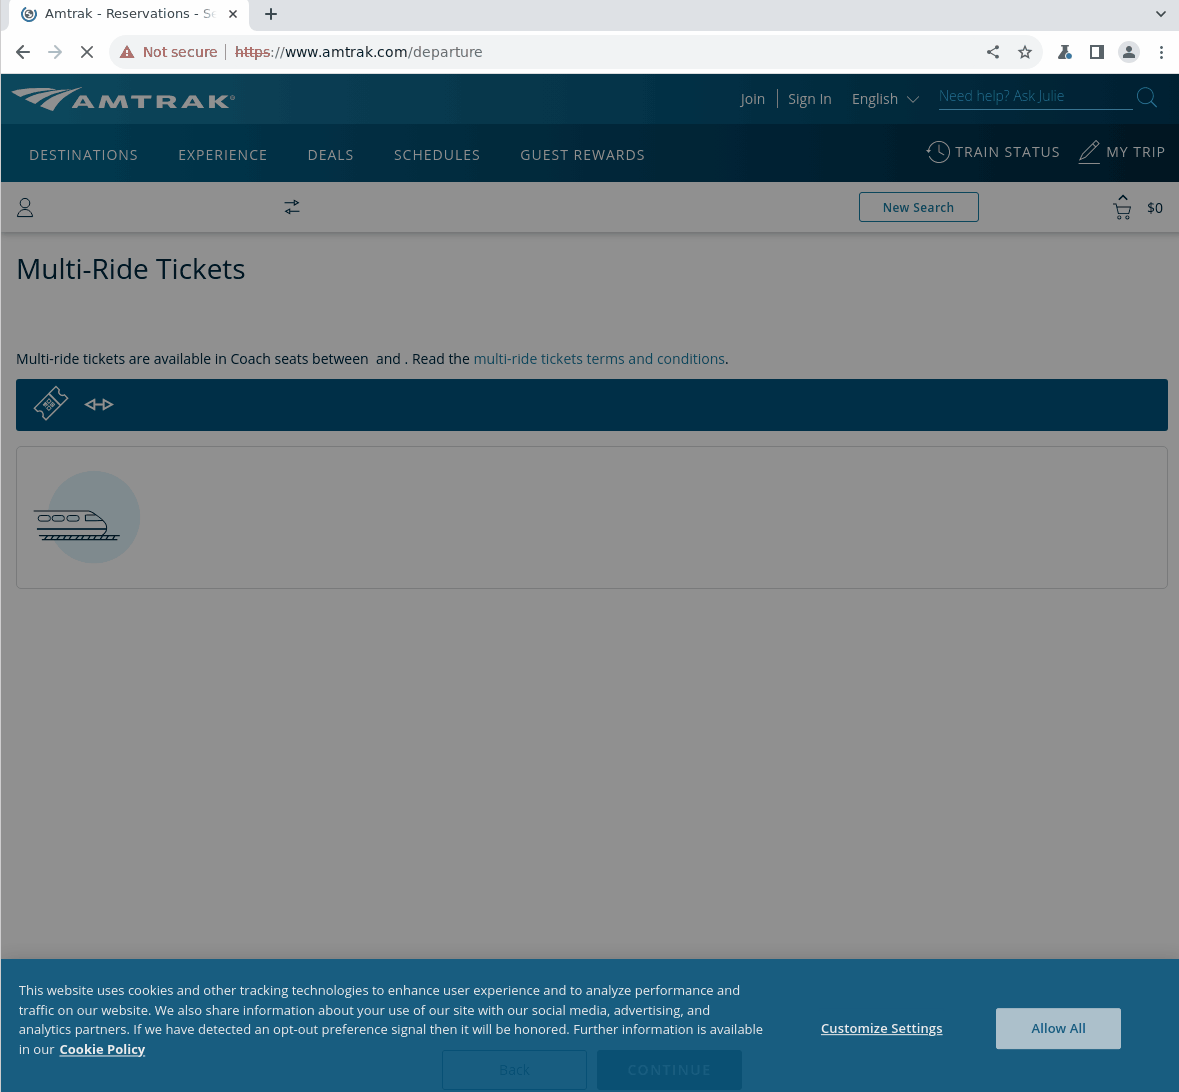 Amtrak - Reservations - Se
Not secure
https://www.amtrak.com/departure
AMTRAK
Join
Sign In
English
Need help? Ask Julie
DESTINATIONS
EXPERIENCE
DEALS
SCHEDULES
GUEST REWARDS
TRAIN STATUS
MY TRIP
New Search
$0
Multi-Ride Tickets
Multi-ride tickets are available in Coach seats between and . Read the multi-ride tickets terms and conditions.
This website uses cookies and other tracking technologies to enhance user experience and to analyze performance and
traffic on our website. We also share information about your use of our site with our social media, advertising, and
analytics partners. If we have detected an opt-out preference signal then it will be honored. Further information is available
in our Cookie Policy
Customize Settings
Allow All
Back
CONTINUE